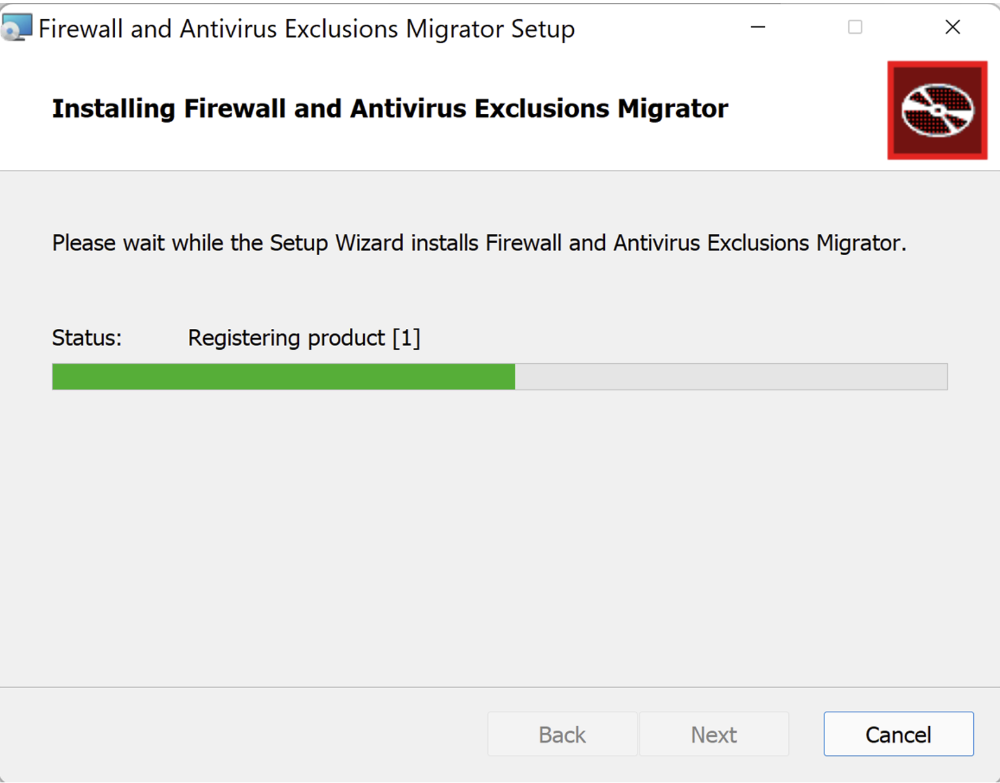 Firewall and Antivirus Exclusions Migrator Setup
Installing Firewall and Antivirus Exclusions Migrator
Please wait while the Setup Wizard installs Firewall and Antivirus Exclusions Migrator.
Status: Registering product [1]
Back Next Cancel